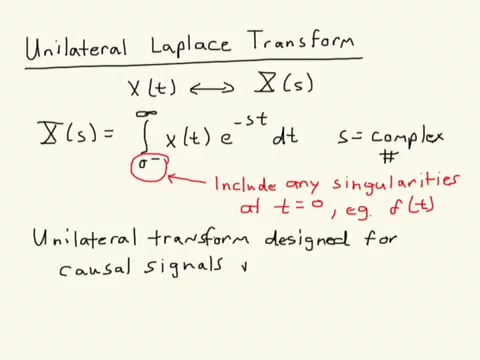 Unilateral Laplace Transform
x(t) ↔ X(s)
X(s) = ∫_{0^-}^{∞} x(t) e^{-st} dt s = complex #
Include any singularities
at t=0, eg. δ(t)
Unilateral transform designed for
causal signals